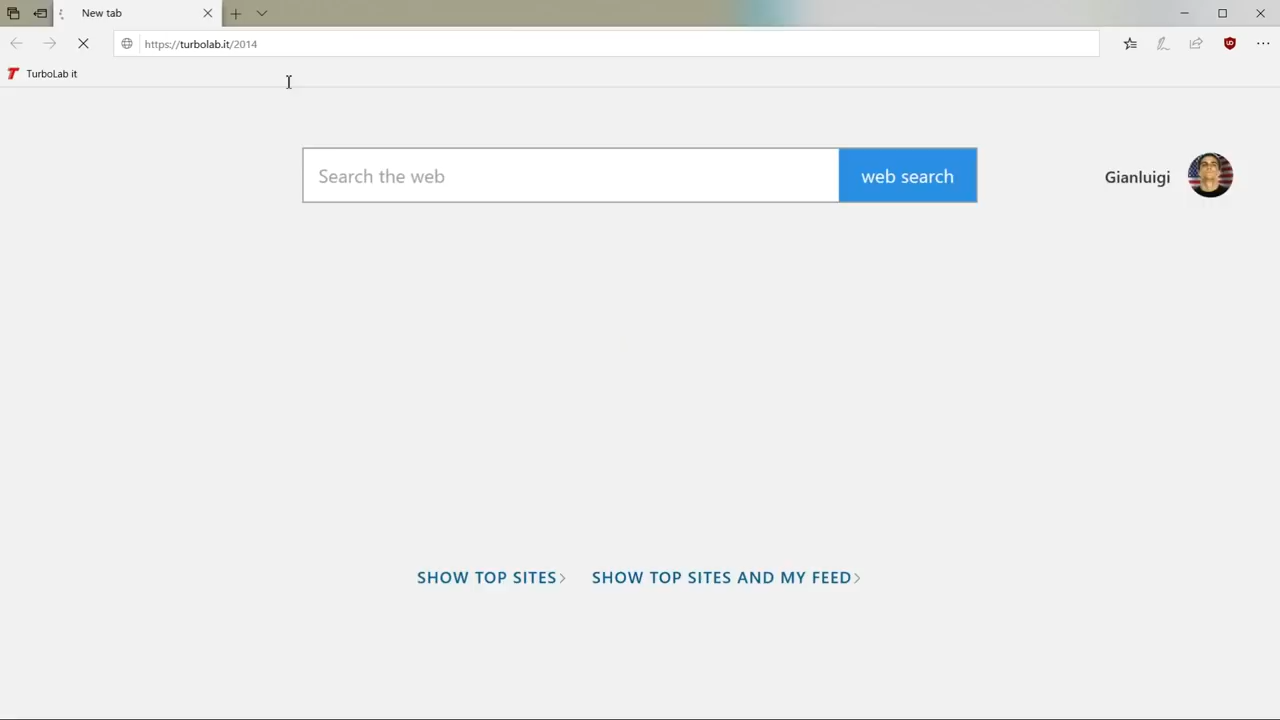 New tab
https://turbolab.it/2014
TurboLab it
Search the web
web search
Gianluigi
SHOW TOP SITES
SHOW TOP SITES AND MY FEED